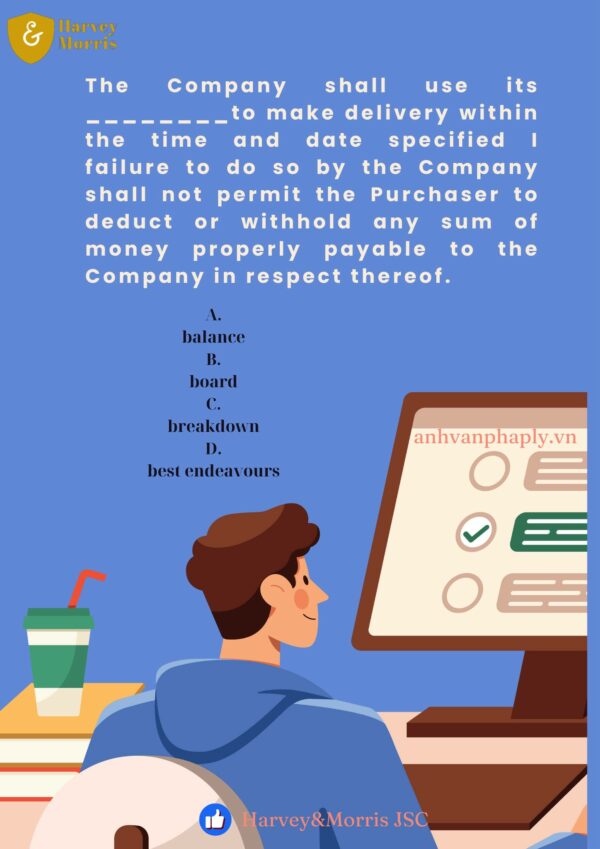 &
Harvey
Morris
The Company shall use its
________to make delivery within
the time and date specified I
failure to do so by the Company
shall not permit the Purchaser to
deduct or withhold any sum of
money properly payable to the
Company in respect thereof.
A.
balance
B.
board
C.
breakdown
D.
best endeavours
anhvanphaply.vn
Harvey&Morris JSC